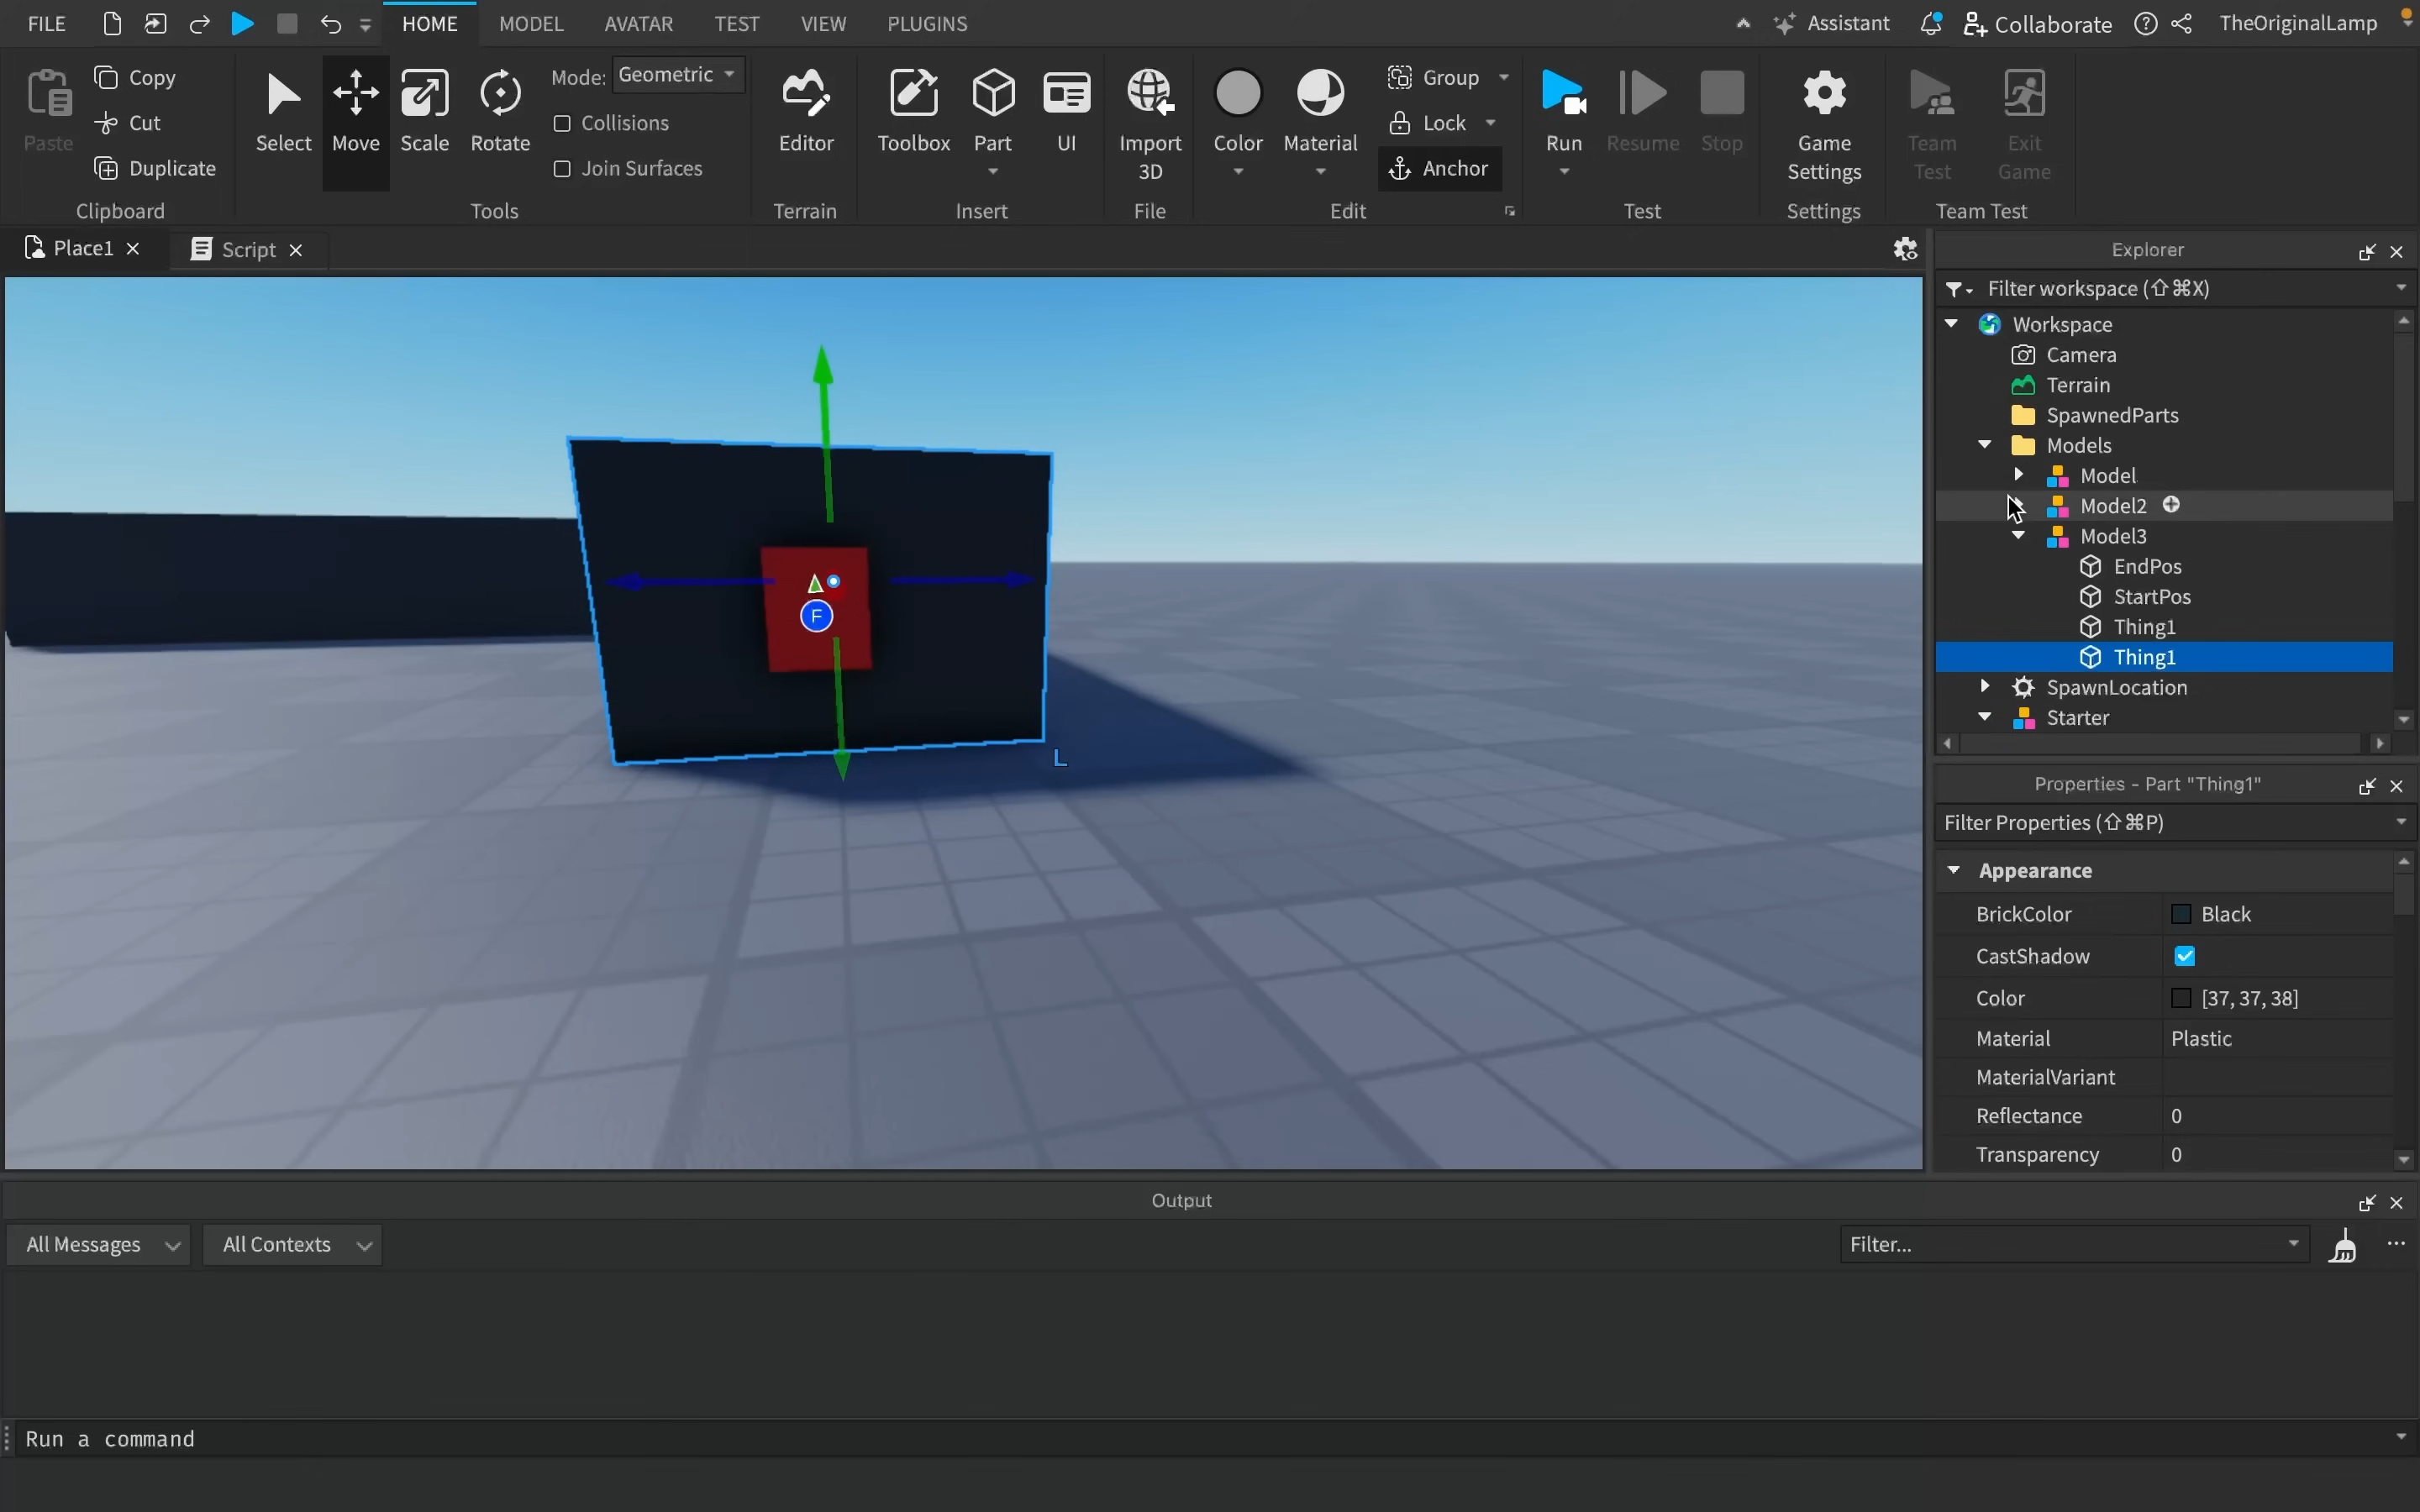 FILE HOME MODEL AVATAR TEST VIEW PLUGINS Assistant Collaborate TheOriginalLamp
Paste Copy Cut Duplicate
Clipboard
Select Move Scale Rotate Mode: Geometric
Collisions
Join Surfaces
Tools
Editor
Terrain
Toolbox Part UI
Insert
Import
3D
File
Color Material Group
Lock
Anchor
Edit
Run Resume Stop
Test
Game
Settings
Settings
Team
Test
Exit
Game
Team Test
Place1 Script
F
L
Explorer
Filter workspace (⇧⌘X)
Workspace
Camera
Terrain
SpawnedParts
Models
Model
Model2
Model3
EndPos
StartPos
Thing1
Thing1
SpawnLocation
Starter
Properties - Part "Thing1"
Filter Properties (⇧⌘P)
Appearance
BrickColor Black
CastShadow
Color [37, 37, 38]
Material Plastic
MaterialVariant
Reflectance 0
Transparency 0
Output
All Messages All Contexts Filter...
Run a command